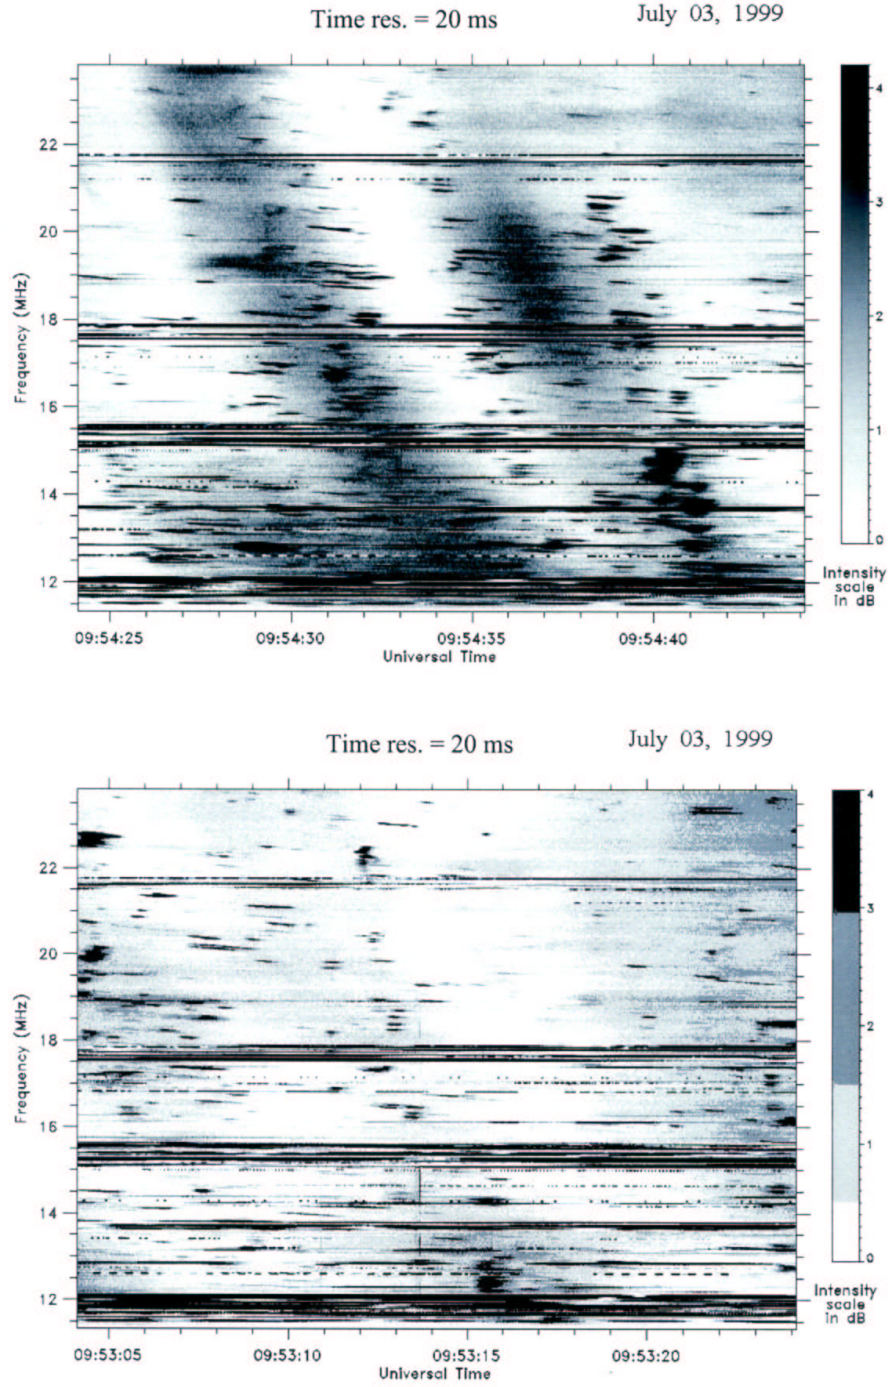 Time res. = 20 ms July 03, 1999
4
3
2
1
0
22
20
18
16
14
12
Frequency (MHz)
Intensity
scale
in dB
09:54:25 09:54:30 09:54:35 09:54:40
Universal Time
Time res. = 20 ms July 03, 1999
4
3
2
1
0
22
20
18
16
14
12
Frequency (MHz)
Intensity
scale
in dB
09:53:05 09:53:10 09:53:15 09:53:20
Universal Time